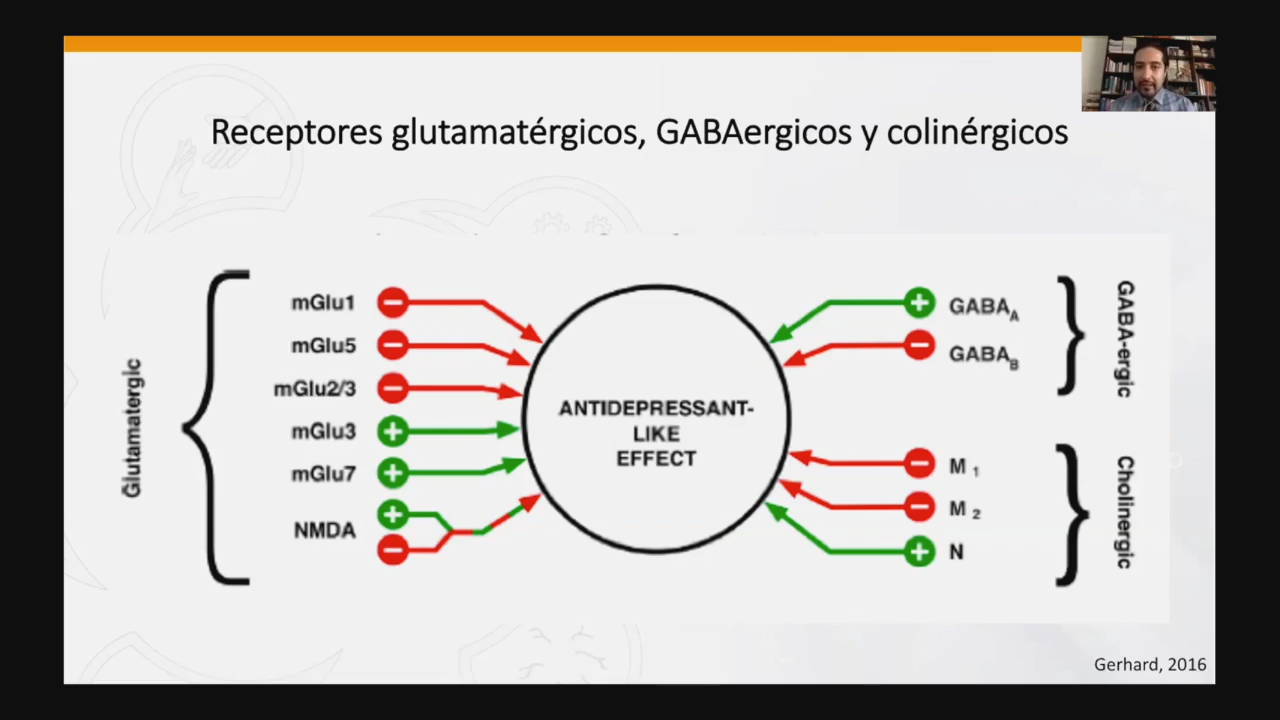 Receptores glutamatérgicos, GABAergicos y colinérgicos
Glutamatergic
mGlu1
mGlu5
mGlu2/3
mGlu3
mGlu7
NMDA
ANTIDEPRESSANT-
LIKE
EFFECT
GABA A
GABA B
GABA-ergic
M 1
M 2
N
Cholinergic
Gerhard, 2016